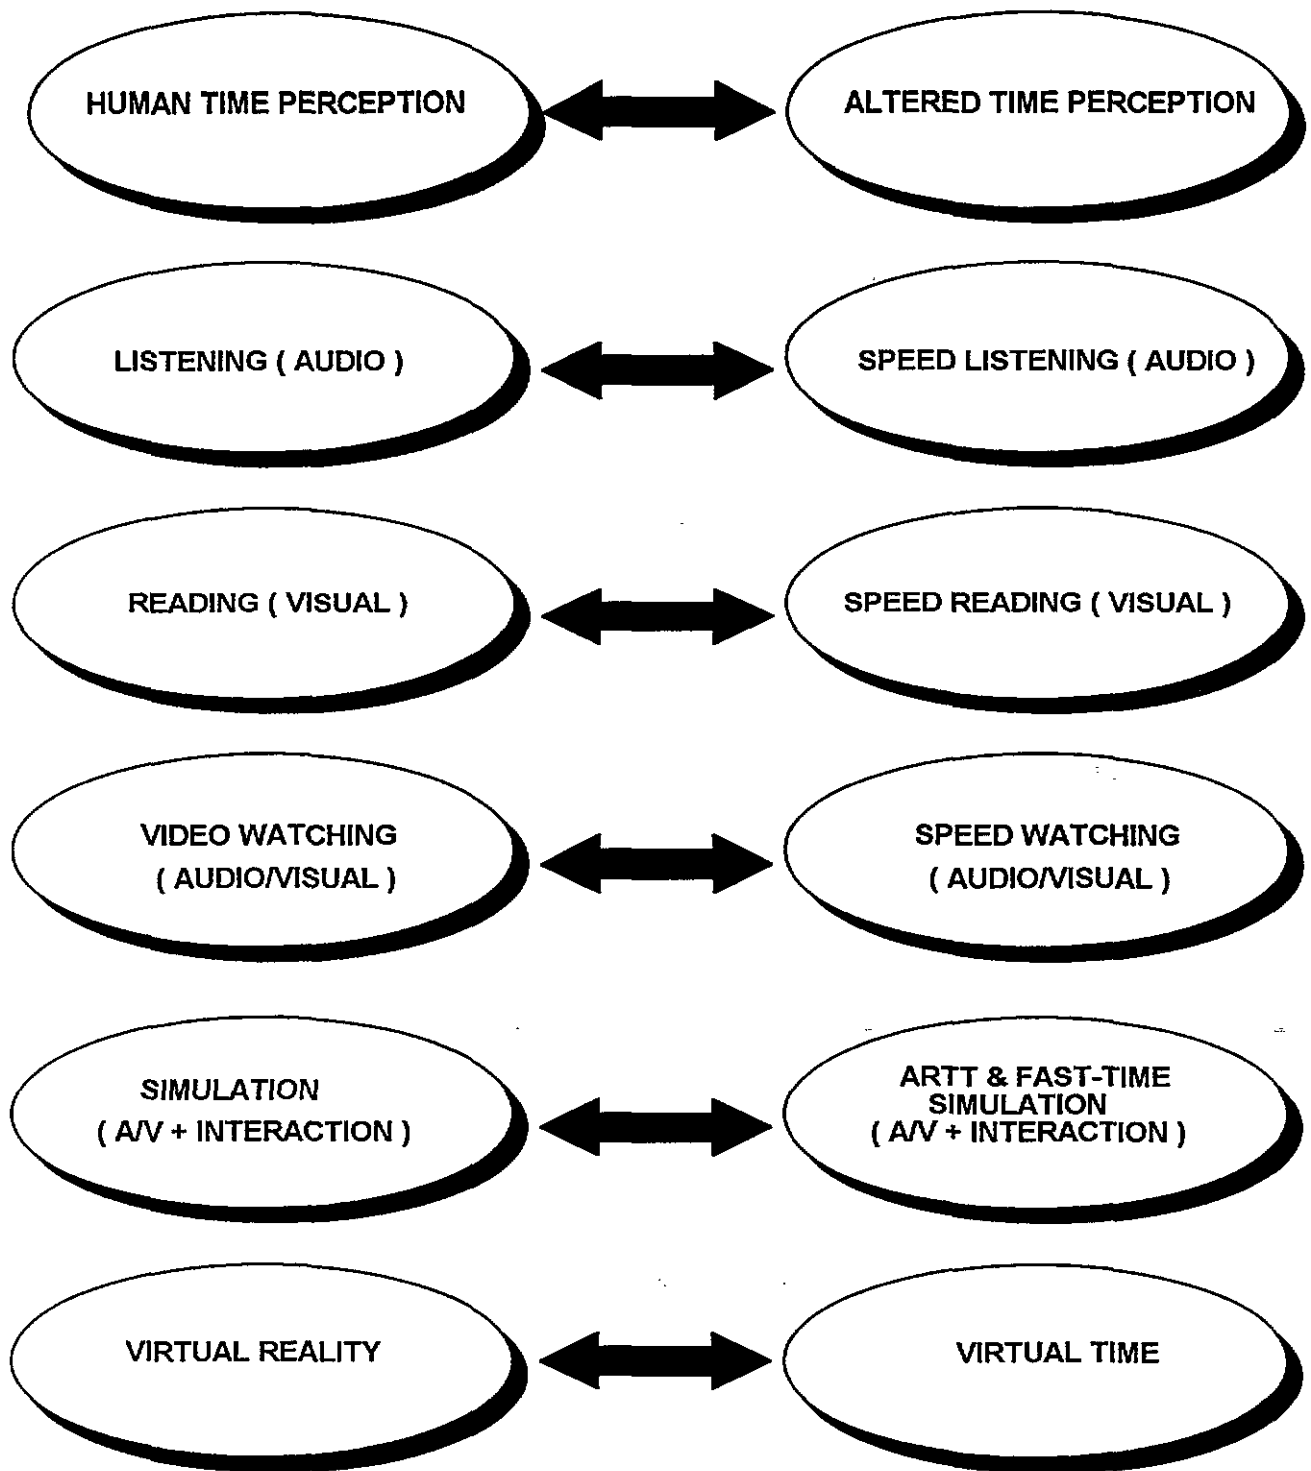 HUMAN TIME PERCEPTION
ALTERED TIME PERCEPTION
LISTENING ( AUDIO )
SPEED LISTENING ( AUDIO )
READING ( VISUAL )
SPEED READING ( VISUAL )
VIDEO WATCHING
( AUDIO/VISUAL )
SPEED WATCHING
( AUDIO/VISUAL )
SIMULATION
( A/V + INTERACTION )
ARTT & FAST-TIME
SIMULATION
( A/V + INTERACTION )
VIRTUAL REALITY
VIRTUAL TIME